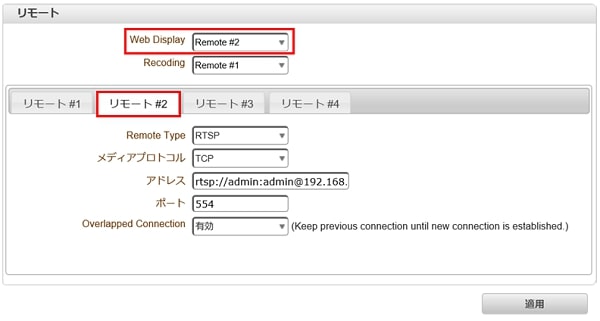 リモート
Web Display Remote #2
Recoding Remote #1
リモート #1 リモート #2 リモート #3 リモート #4
Remote Type RTSP
メディアプロトコル TCP
アドレス rtsp://admin:admin@192.168.
ポート 554
Overlapped Connection 有効 (Keep previous connection until new connection is established.)
適用